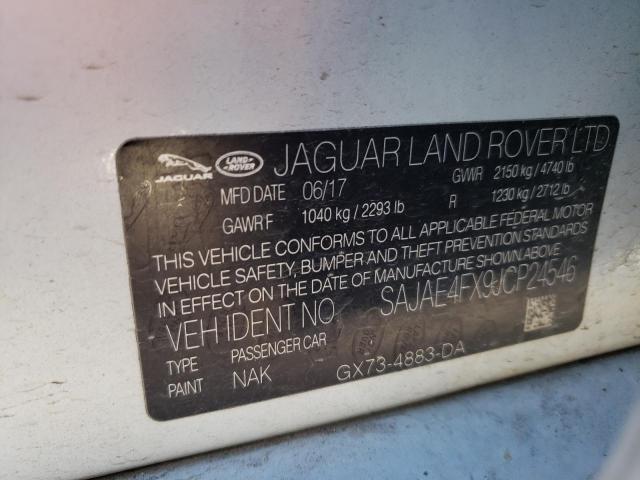 JAGUAR LAND-ROVER JAGUAR LAND ROVER LTD
MFD DATE 06/17 GVWR 2150 kg / 4740 lb
GAWR F 1040 kg / 2293 lb R 1230 kg / 2712 lb
THIS VEHICLE CONFORMS TO ALL APPLICABLE FEDERAL MOTOR
VEHICLE SAFETY, BUMPER AND THEFT PREVENTION STANDARDS
IN EFFECT ON THE DATE OF MANUFACTURE SHOWN ABOVE.
VEH IDENT NO. SAJAE4FX9JCP24546
TYPE PASSENGER CAR
PAINT NAK GX73-4883-DA